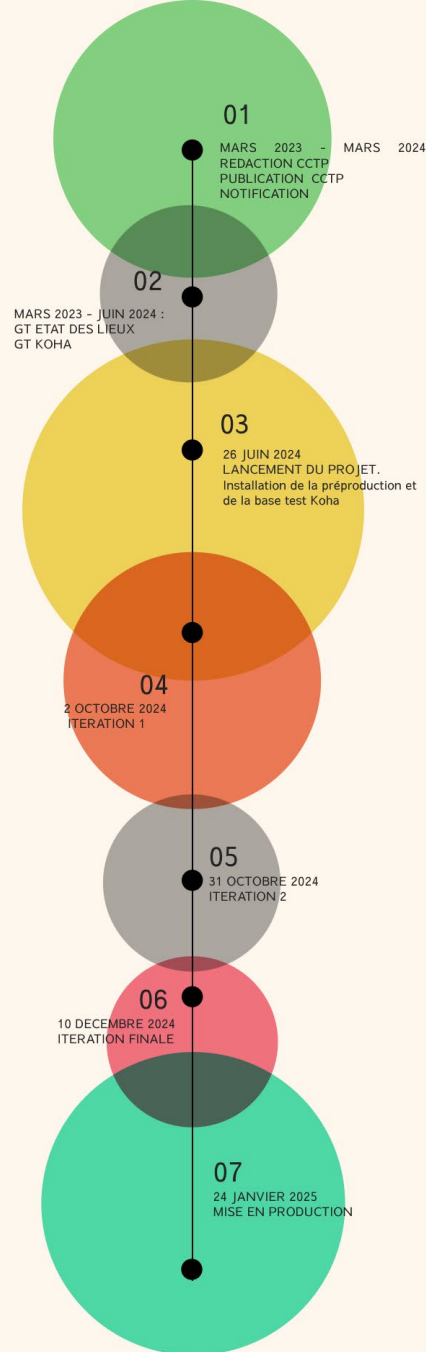 01
MARS 2023 - MARS 2024
REDACTION CCTP
PUBLICATION CCTP
NOTIFICATION
02
MARS 2023 - JUIN 2024 :
GT ETAT DES LIEUX
GT KOHA
03
26 JUIN 2024
LANCEMENT DU PROJET.
Installation de la préproduction et
de la base test Koha
04
2 OCTOBRE 2024
ITERATION 1
05
31 OCTOBRE 2024
ITERATION 2
06
10 DECEMBRE 2024
ITERATION FINALE
07
24 JANVIER 2025
MISE EN PRODUCTION